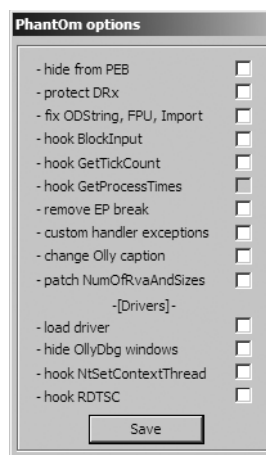 PhantOm options
- hide from PEB
- protect DRx
- fix ODString, FPU, Import
- hook BlockInput
- hook GetTickCount
- hook GetProcessTimes
- remove EP break
- custom handler exceptions
- change Olly caption
- patch NumOfRvaAndSizes
-[Drivers]-
- load driver
- hide OllyDbg windows
- hook NtSetContextThread
- hook RDTSC
Save